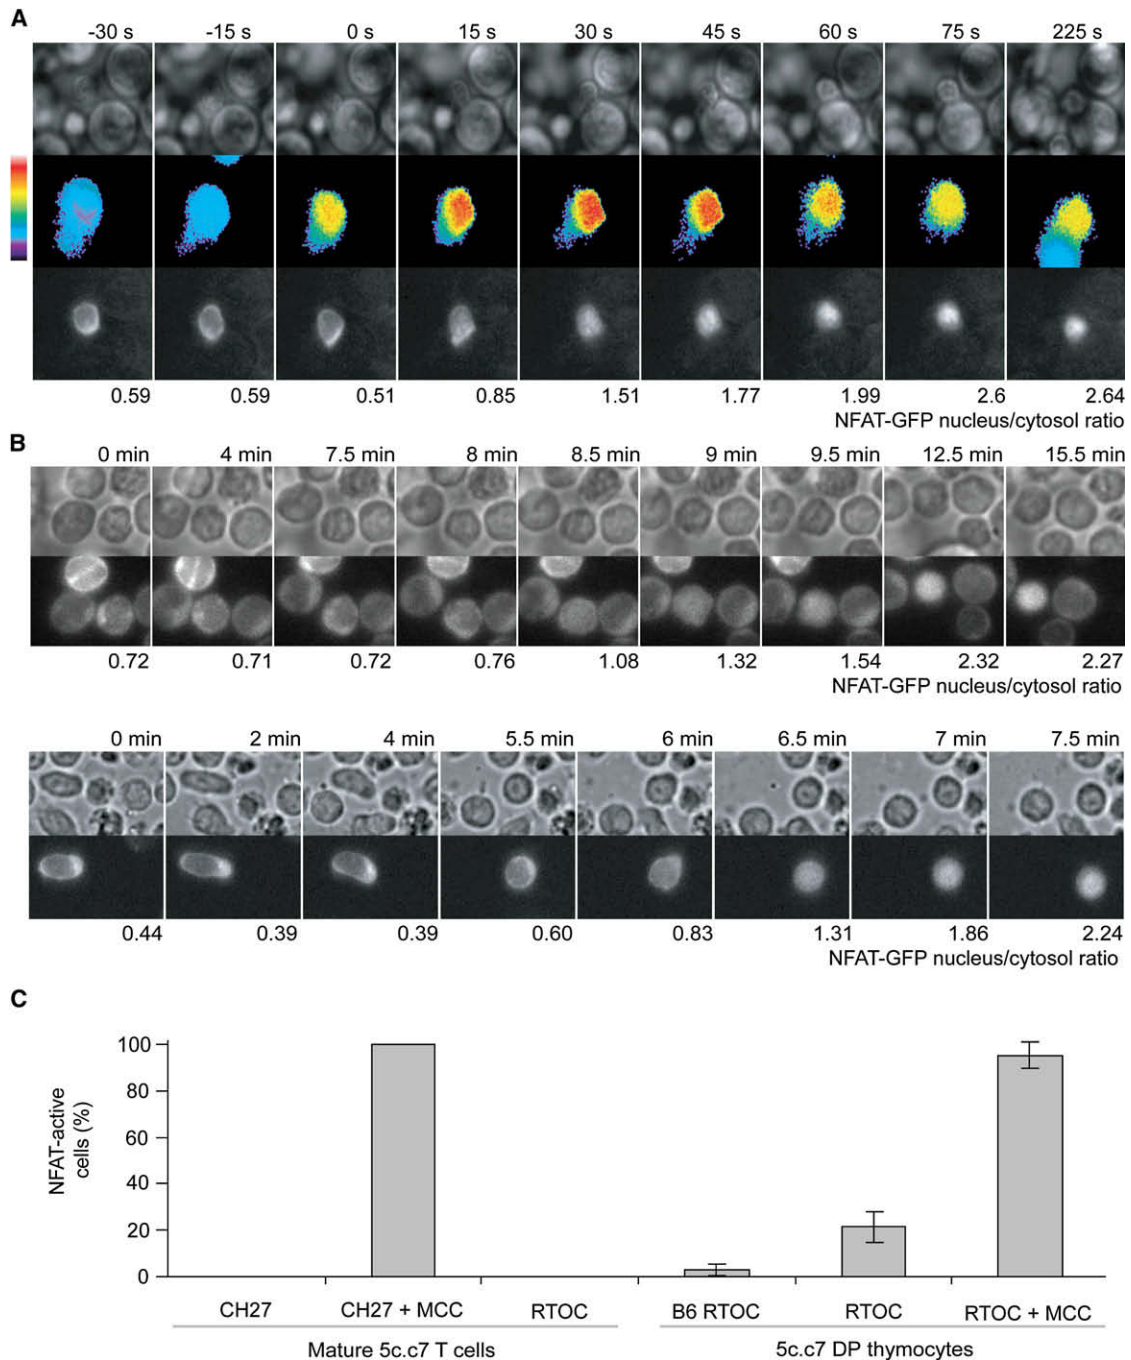 A
-30 s -15 s 0 s 15 s 30 s 45 s 60 s 75 s 225 s
0.59 0.59 0.51 0.85 1.51 1.77 1.99 2.6 2.64
NFAT-GFP nucleus/cytosol ratio
B
0 min 4 min 7.5 min 8 min 8.5 min 9 min 9.5 min 12.5 min 15.5 min
0.72 0.71 0.72 0.76 1.08 1.32 1.54 2.32 2.27
NFAT-GFP nucleus/cytosol ratio
0 min 2 min 4 min 5.5 min 6 min 6.5 min 7 min 7.5 min
0.44 0.39 0.39 0.60 0.83 1.31 1.86 2.24
NFAT-GFP nucleus/cytosol ratio
C
NFAT-active
cells (%)
100
80
60
40
20
0
CH27 CH27 + MCC RTOC B6 RTOC RTOC RTOC + MCC
Mature 5c.c7 T cells 5c.c7 DP thymocytes